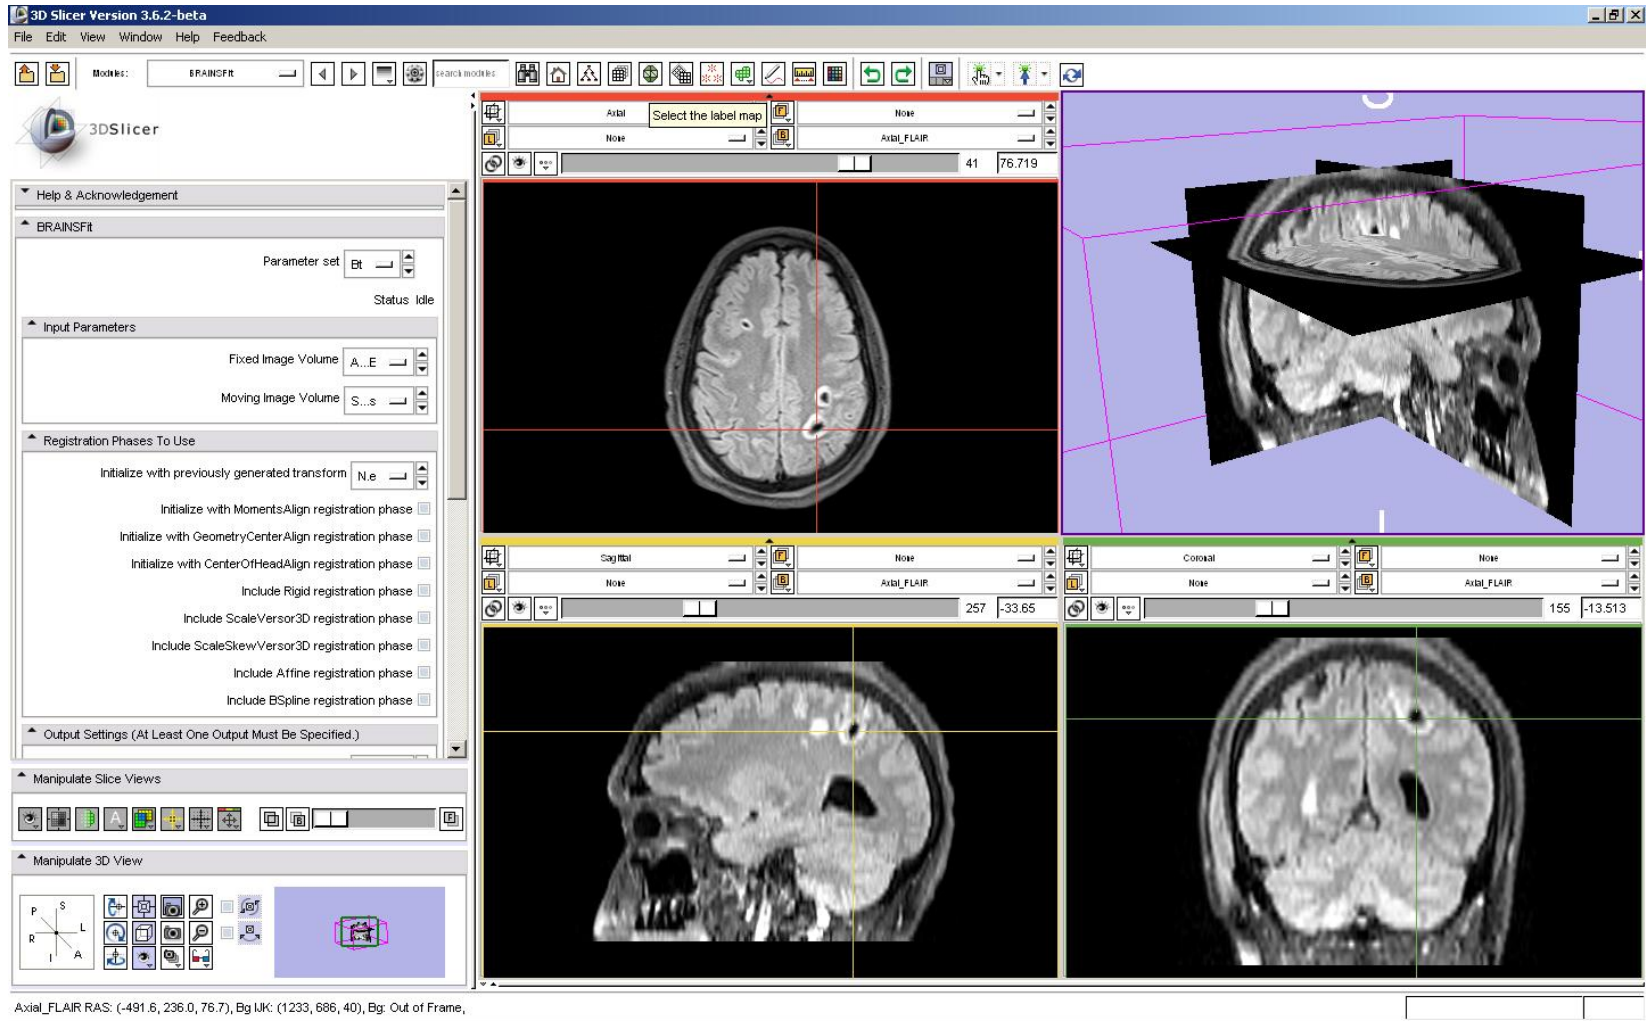 3D Slicer Version 3.6.2-beta
File Edit View Window Help Feedback
Modules: BRAINSFit search modules
3DSlicer
Help & Acknowledgement
BRAINSFit
Parameter set Bt
Status Idle
Input Parameters
Fixed Image Volume A...E
Moving Image Volume S...s
Registration Phases To Use
Initialize with previously generated transform N.e
Initialize with MomentsAlign registration phase
Initialize with GeometryCenterAlign registration phase
Initialize with CenterOfHeadAlign registration phase
Include Rigid registration phase
Include ScaleVersor3D registration phase
Include ScaleSkewVersor3D registration phase
Include Affine registration phase
Include BSpline registration phase
Output Settings (At Least One Output Must Be Specified.)
Manipulate Slice Views
A B F
Manipulate 3D View
P S
R L
I A
Axial Select the label map F None
L None B Axial_FLAIR
41 76.719
S
I
Sagittal F None
L None B Axial_FLAIR
257 -33.65
Coronal F None
L None B Axial_FLAIR
155 -13.513
Axial_FLAIR RAS: (-491.6, 236.0, 76.7), Bg IJK: (1233, 686, 40), Bg: Out of Frame,